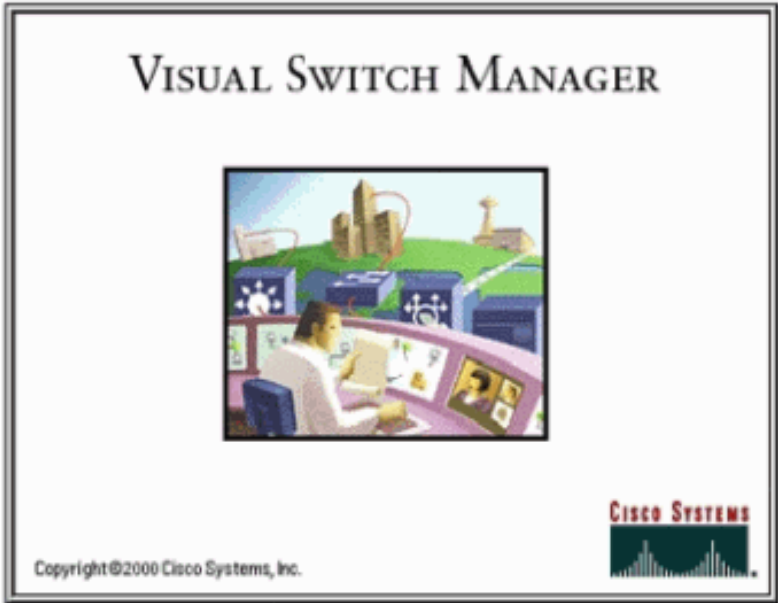 VISUAL SWITCH MANAGER
CISCO SYSTEMS
Copyright©2000 Cisco Systems, Inc.